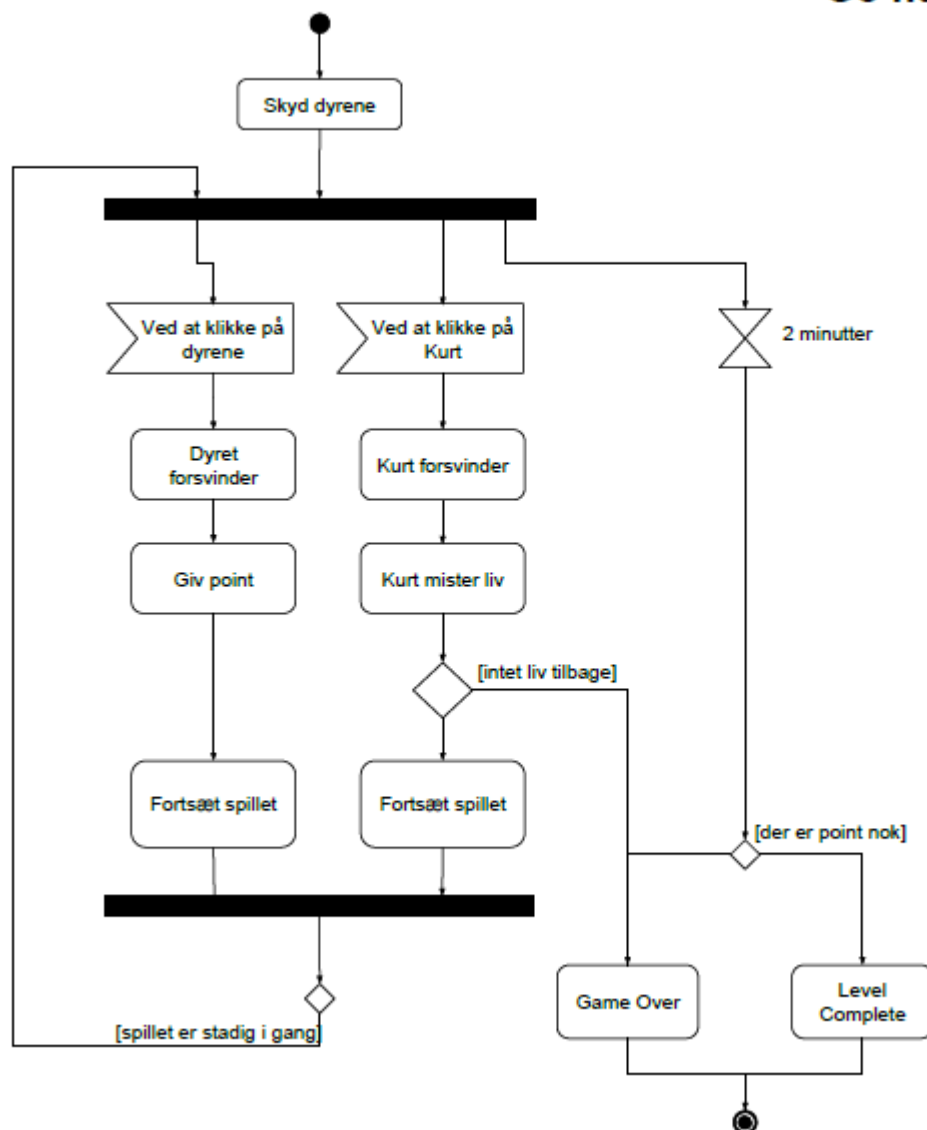 Skyd dyrene
Ved at klikke på
dyrene
Ved at klikke på
Kurt
2 minutter
Dyret
forsvinder
Kurt forsvinder
Giv point
Kurt mister liv
[intet liv tilbage]
Fortsæt spillet
Fortsæt spillet
[der er point nok]
Game Over
Level
Complete
[spillet er stadig i gang]